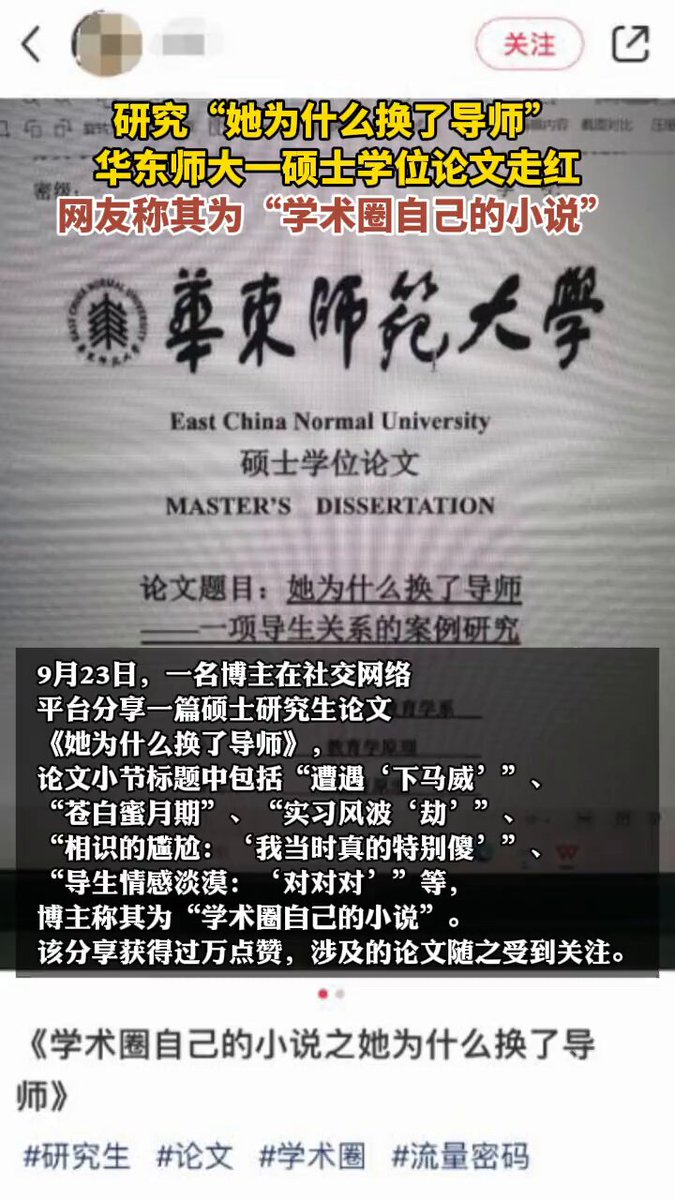 关注
研究“她为什么换了导师”
华东师大一硕士学位论文走红
网友称其为“学术圈自己的小说”
密级：
EAST CHINA NORMAL UNIVERSITY
華東師範大學
East China Normal University
硕士学位论文
MASTER'S DISSERTATION
论文题目：她为什么换了导师
——一项导生关系的案例研究
9月23日，一名博主在社交网络
平台分享一篇硕士研究生论文
《她为什么换了导师》，
论文小节标题中包括“遭遇‘下马威’”、
“苍白蜜月期”、“实习风波‘劫’”、
“相识的尴尬：‘我当时真的特别傻’”、
“导生情感淡漠：‘对对对’”等，
博主称其为“学术圈自己的小说”。
该分享获得过万点赞，涉及的论文随之受到关注。
《学术圈自己的小说之她为什么换了导
师》
#研究生 #论文 #学术圈 #流量密码